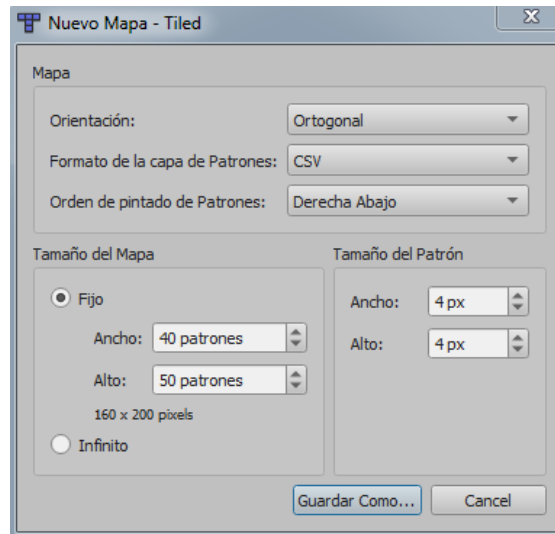 Nuevo Mapa - Tiled
Mapa
Orientación: Ortogonal
Formato de la capa de Patrones: CSV
Orden de pintado de Patrones: Derecha Abajo
Tamaño del Mapa
Fijo
Ancho: 40 patrones
Alto: 50 patrones
160 x 200 pixels
Infinito
Tamaño del Patrón
Ancho: 4 px
Alto: 4 px
Guardar Como... Cancel